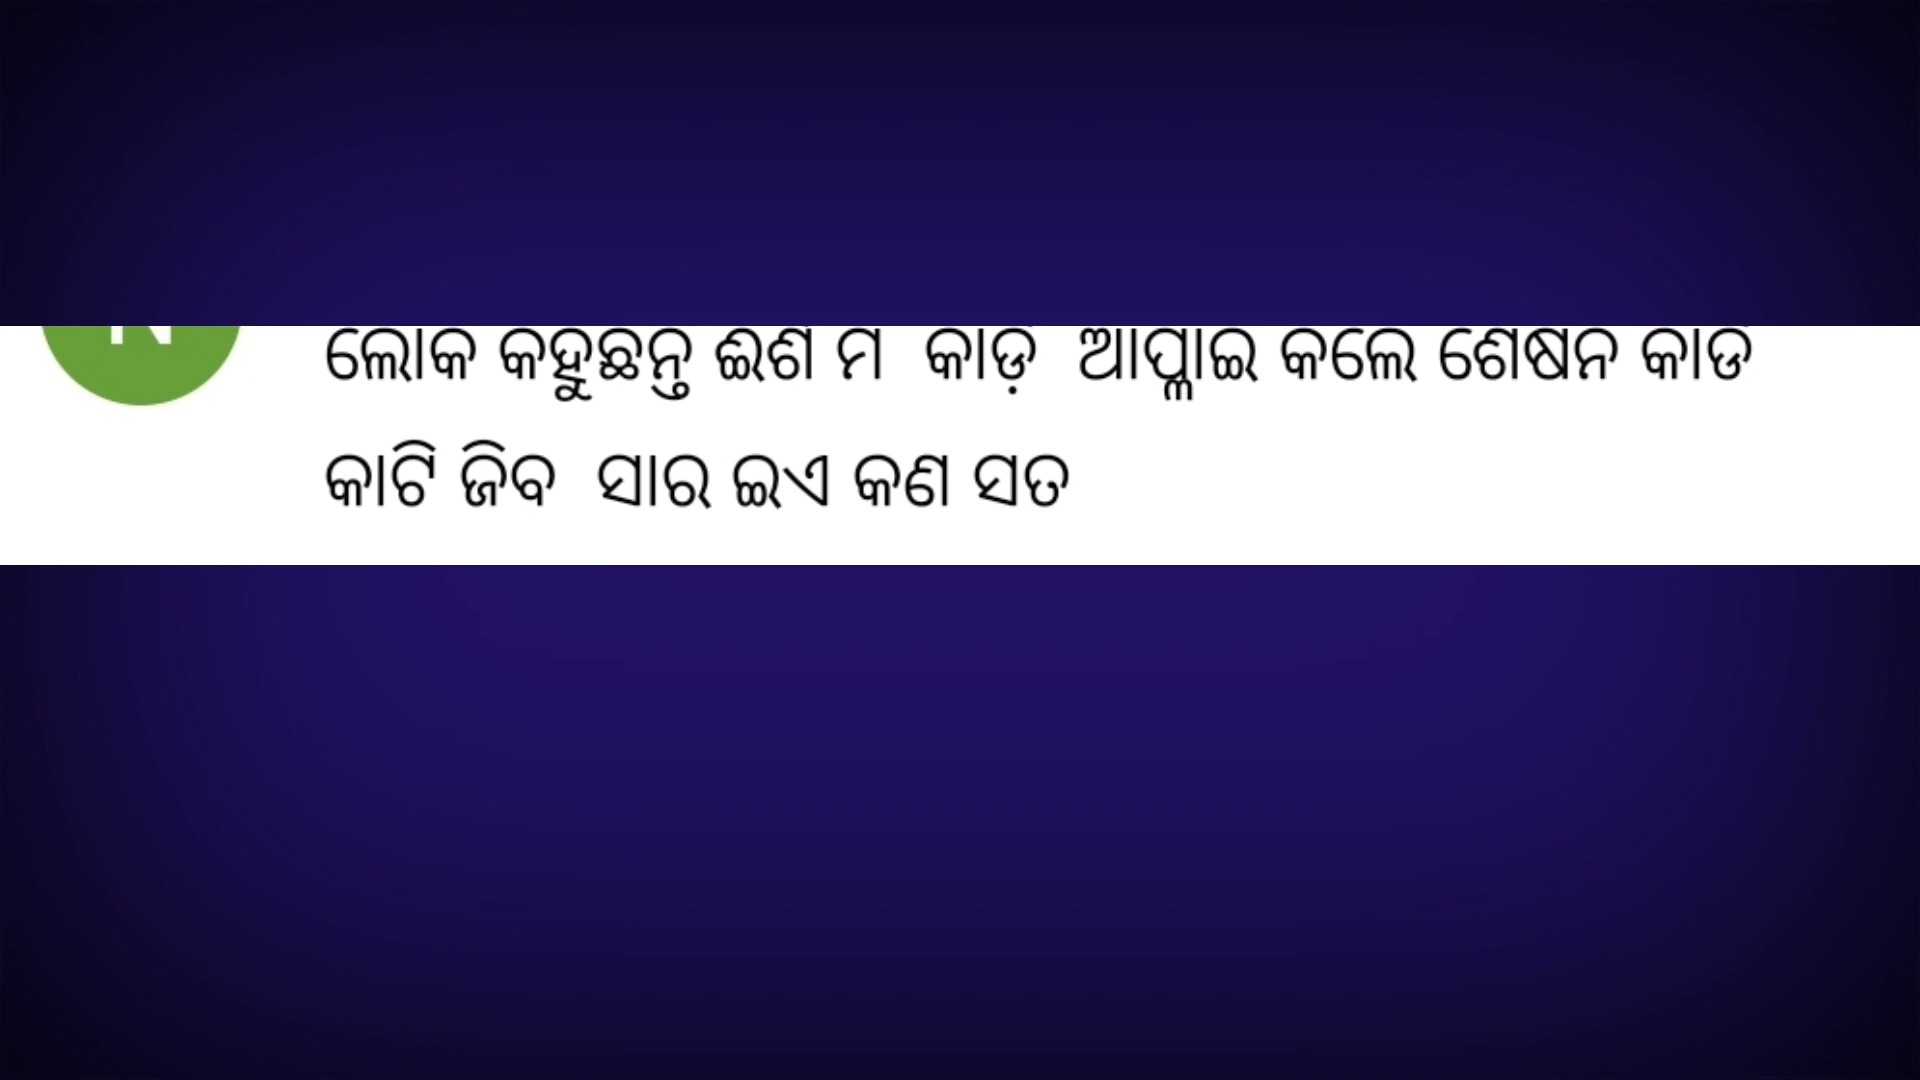 ଲୋକ କହୁଛନ୍ତ ଈଶ ମ କାଡ଼ ଆପ୍ଳାଇ କଲେ ଶେଷନ କାଡ
କାଟି ଜିବ ସାର ଇଏ କଣ ସତ